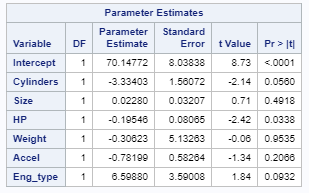 Parameter Estimates
Variable DF Parameter Estimate Standard Error t Value Pr > |t|
Intercept 1 70.14772 8.03838 8.73 <.0001
Cylinders 1 -3.33403 1.56072 -2.14 0.0560
Size 1 0.02280 0.03207 0.71 0.4918
HP 1 -0.19546 0.08065 -2.42 0.0338
Weight 1 -0.30623 5.13263 -0.06 0.9535
Accel 1 -0.78199 0.58264 -1.34 0.2066
Eng_type 1 6.59880 3.59008 1.84 0.0932